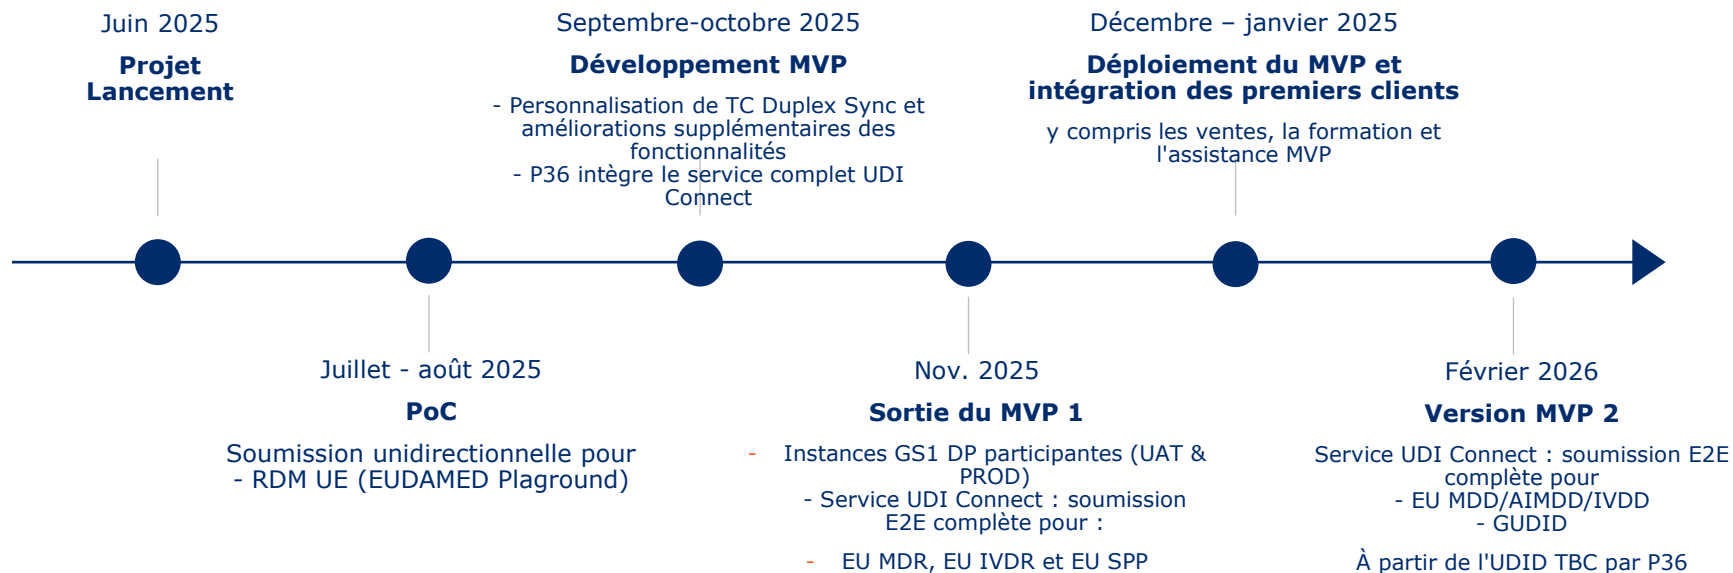 Juin 2025
Projet
Lancement
Septembre-octobre 2025
Développement MVP
- Personnalisation de TC Duplex Sync et
améliorations supplémentaires des
fonctionnalités
- P36 intègre le service complet UDI
Connect
Décembre – janvier 2025
Déploiement du MVP et
intégration des premiers clients
y compris les ventes, la formation et
l'assistance MVP
Juillet - août 2025
PoC
Soumission unidirectionnelle pour
- RDM UE (EUDAMED Plaground)
Nov. 2025
Sortie du MVP 1
- Instances GS1 DP participantes (UAT &
PROD)
- Service UDI Connect : soumission
E2E complète pour :
- EU MDR, EU IVDR et EU SPP
Février 2026
Version MVP 2
Service UDI Connect : soumission E2E
complète pour
- EU MDD/AIMDD/IVDD
- GUDID
À partir de l'UDID TBC par P36